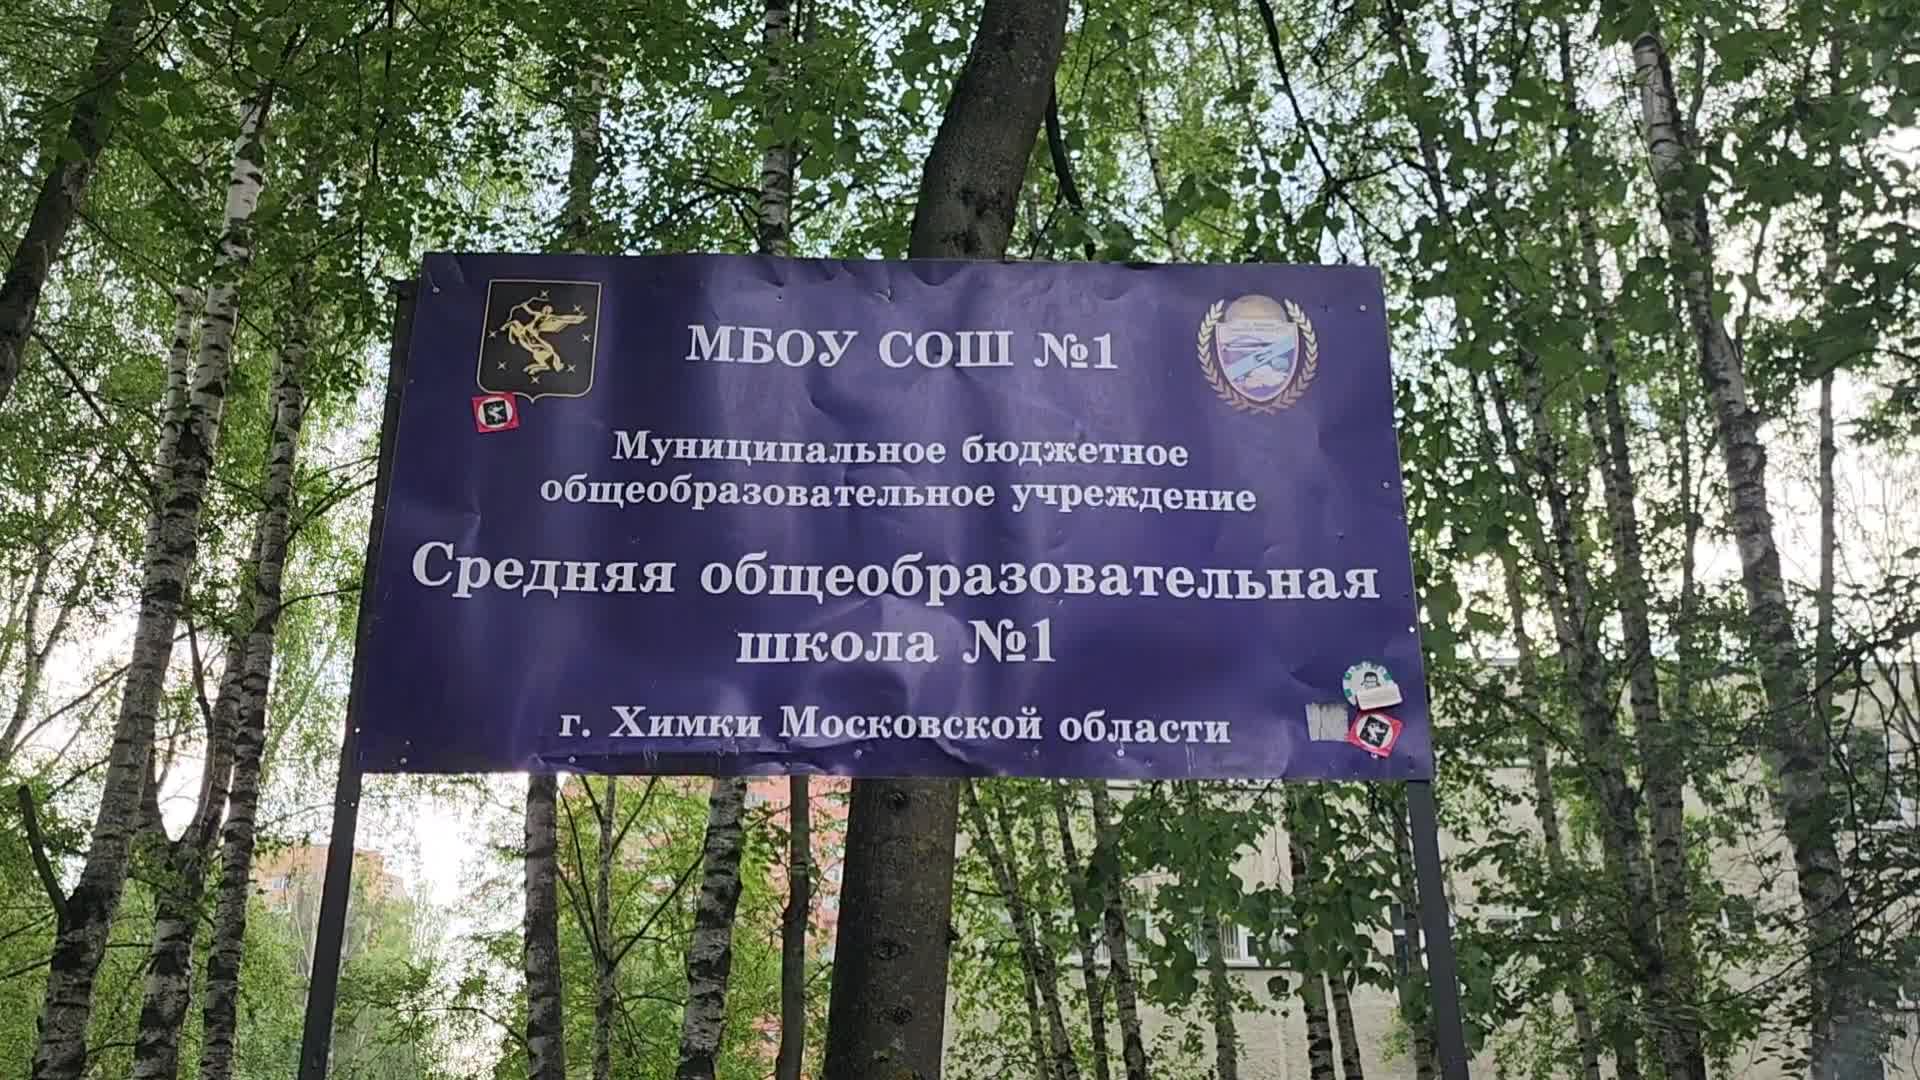 МБОУ СОШ №1
Муниципальное бюджетное
общеобразовательное учреждение
Средняя общеобразовательная
школа №1
г. Химки Московской области